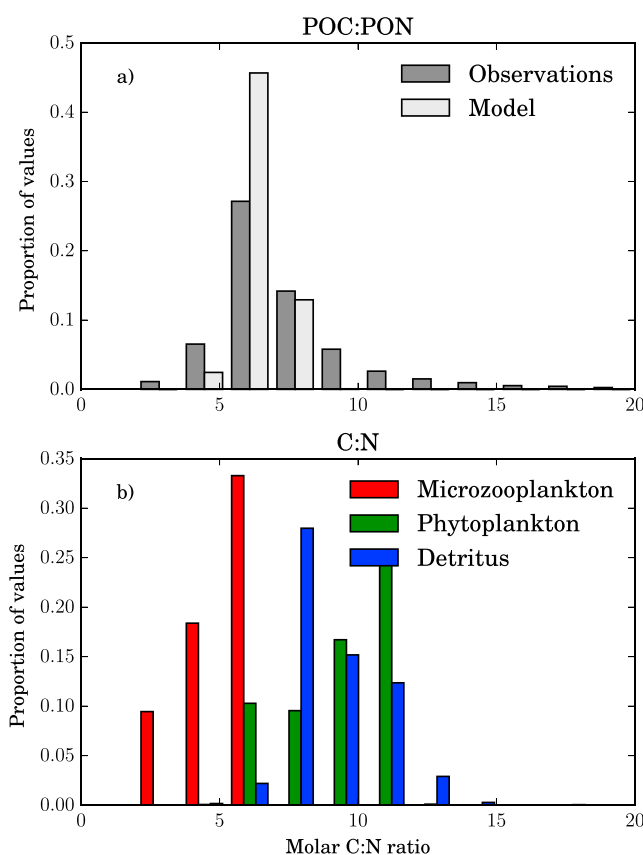 POC:PON
0.5
0.4
0.3
0.2
0.1
0.0
Proportion of values
a)
Observations
Model
0 5 10 15 20
C:N
0.35
0.30
0.25
0.20
0.15
0.10
0.05
0.00
Proportion of values
b)
Microzooplankton
Phytoplankton
Detritus
0 5 10 15 20
Molar C:N ratio